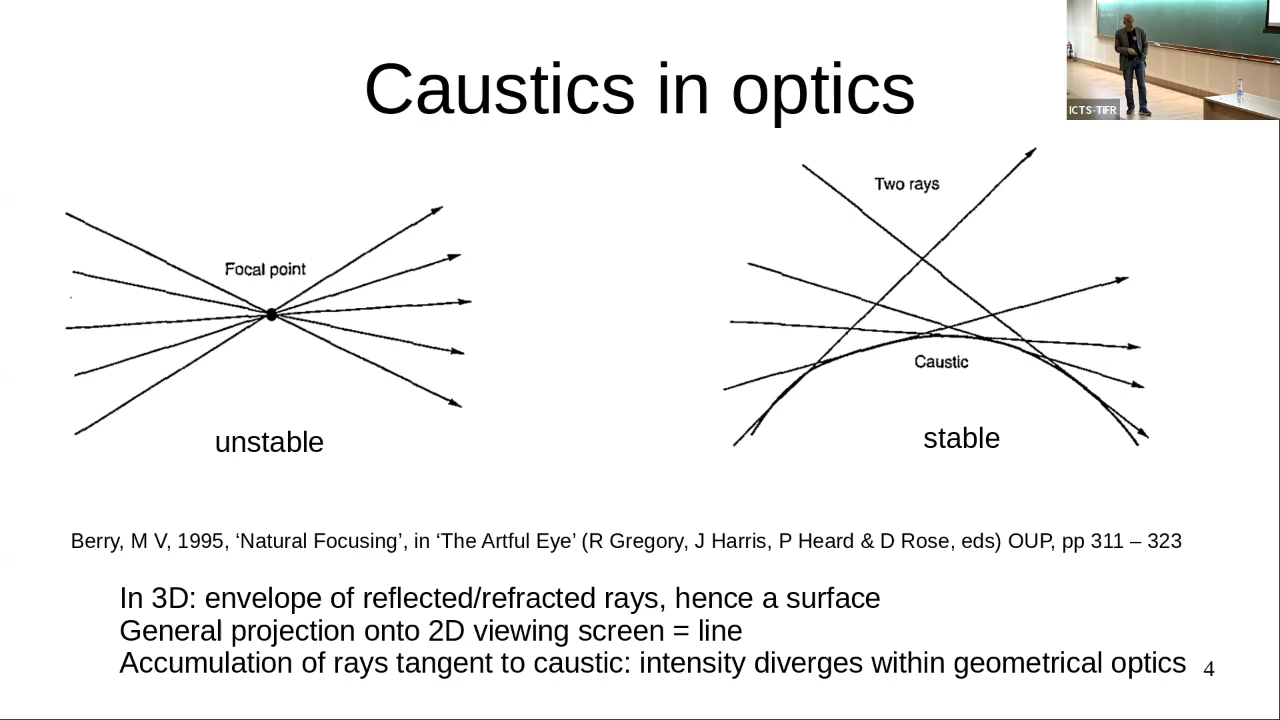 Caustics in optics
ICTS-TIFR
Focal point
unstable
Two rays
Caustic
stable
Berry, M V, 1995, ‘Natural Focusing’, in ‘The Artful Eye’ (R Gregory, J Harris, P Heard & D Rose, eds) OUP, pp 311 – 323
In 3D: envelope of reflected/refracted rays, hence a surface
General projection onto 2D viewing screen = line
Accumulation of rays tangent to caustic: intensity diverges within geometrical optics
4